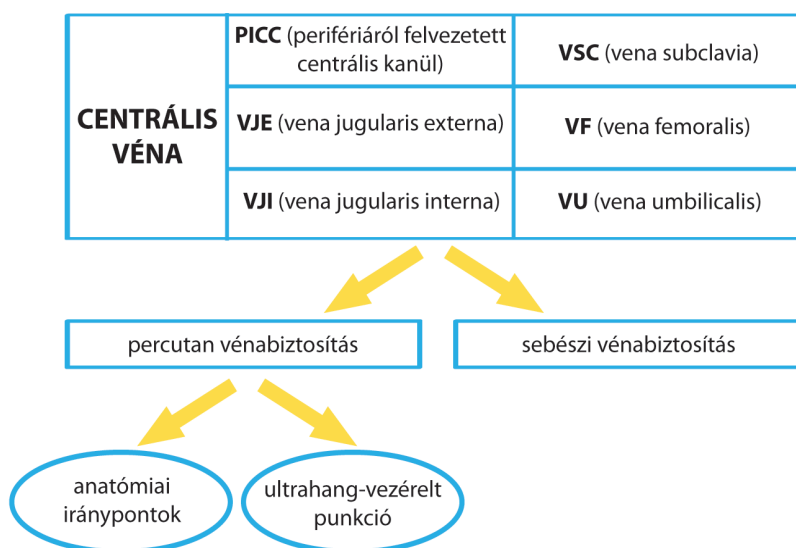 CENTRÁLIS
VÉNA
PICC (perifériáról felvezetett
centrális kanül)
VSC (vena subclavia)
VJE (vena jugularis externa)
VF (vena femoralis)
VJI (vena jugularis interna)
VU (vena umbilicalis)
percutan vénabiztosítás
sebészi vénabiztosítás
anatómiai
iránypontok
ultrahang-vezérelt
punkció